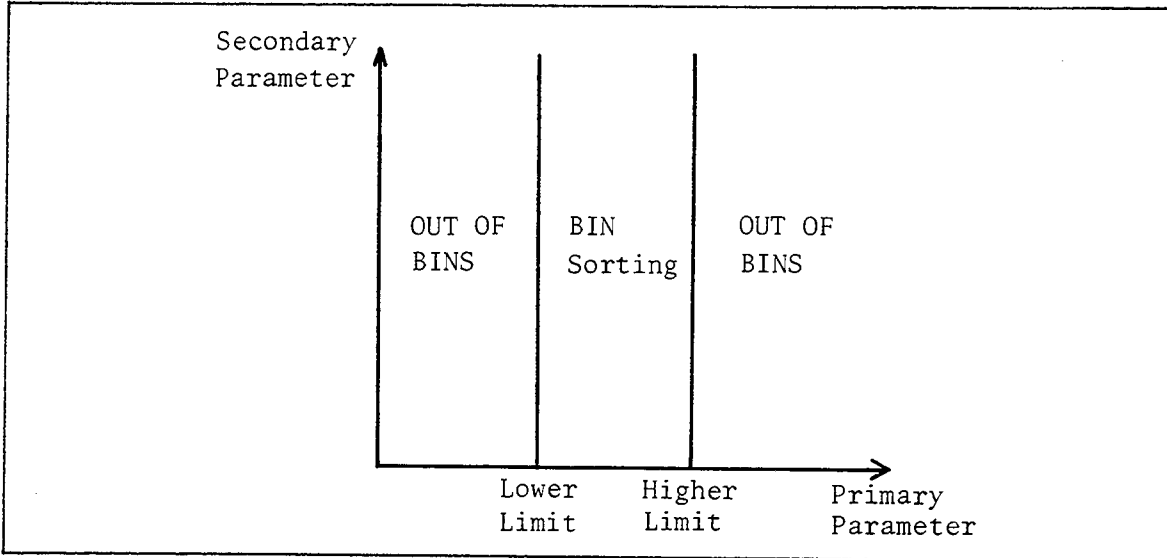 Secondary
Parameter
OUT OF
BINS
BIN
Sorting
OUT OF
BINS
Lower
Limit
Higher
Limit
Primary
Parameter